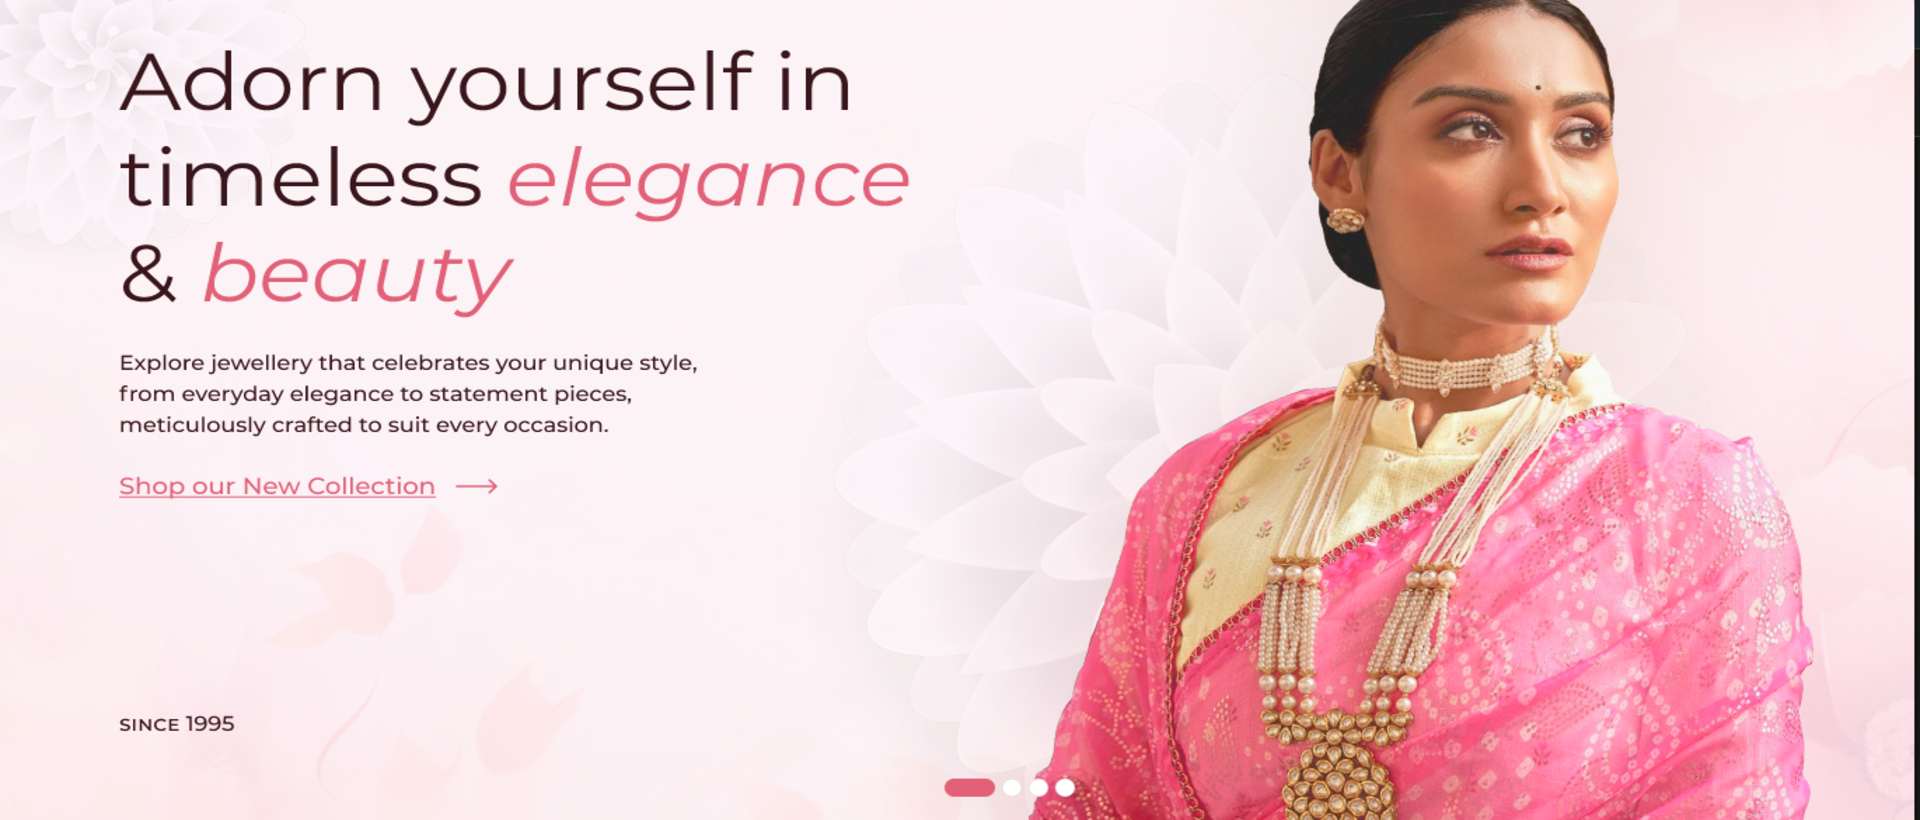 Adorn yourself in
timeless elegance
& beauty
Explore jewellery that celebrates your unique style,
from everyday elegance to statement pieces,
meticulously crafted to suit every occasion.
Shop our New Collection
SINCE 1995